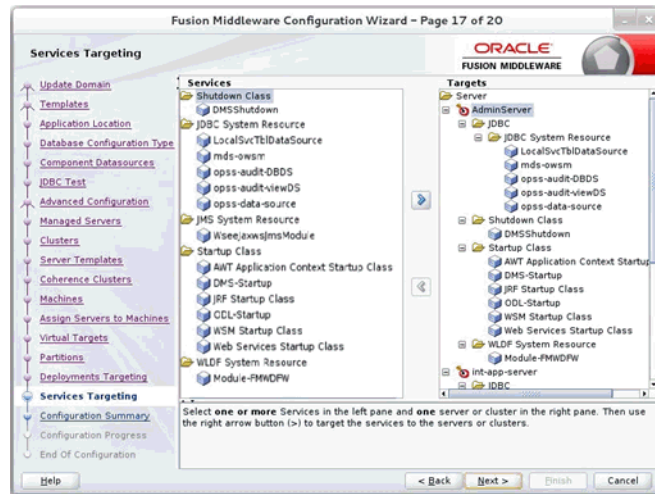 Fusion Middleware Configuration Wizard - Page 17 of 20
Services Targeting
ORACLE
FUSION MIDDLEWARE
Update Domain
Templates
Application Location
Database Configuration Type
Component Datasources
JDBC Test
Advanced Configuration
Managed Servers
Clusters
Server Templates
Coherence Clusters
Machines
Assign Servers to Machines
Virtual Targets
Partitions
Deployments Targeting
Services Targeting
Configuration Summary
Configuration Progress
End Of Configuration
Services
Shutdown Class
DMSShutdown
JDBC System Resource
LocalSvcTblDataSource
mds-owsm
opss-audit-DBDS
opss-audit-viewDS
opss-data-source
JMS System Resource
WseeJaxwsJmsModule
Startup Class
AWT Application Context Startup Class
DMS-Startup
JRF Startup Class
ODL-Startup
WSM Startup Class
Web Services Startup Class
WLDF System Resource
Module-FMWDFW
Targets
Server
AdminServer
JDBC
JDBC System Resource
LocalSvcTblDataSource
mds-owsm
opss-audit-DBDS
opss-audit-viewDS
opss-data-source
Shutdown Class
DMSShutdown
Startup Class
AWT Application Context Startup
DMS-Startup
JRF Startup Class
ODL-Startup
WSM Startup Class
Web Services Startup Class
WLDF System Resource
Module-FMWDFW
int-app-server
JDBC
Select one or more Services in the left pane and one server or cluster in the right pane. Then use
the right arrow button (>) to target the services to the servers or clusters.
Help
< Back
Next >
Finish
Cancel